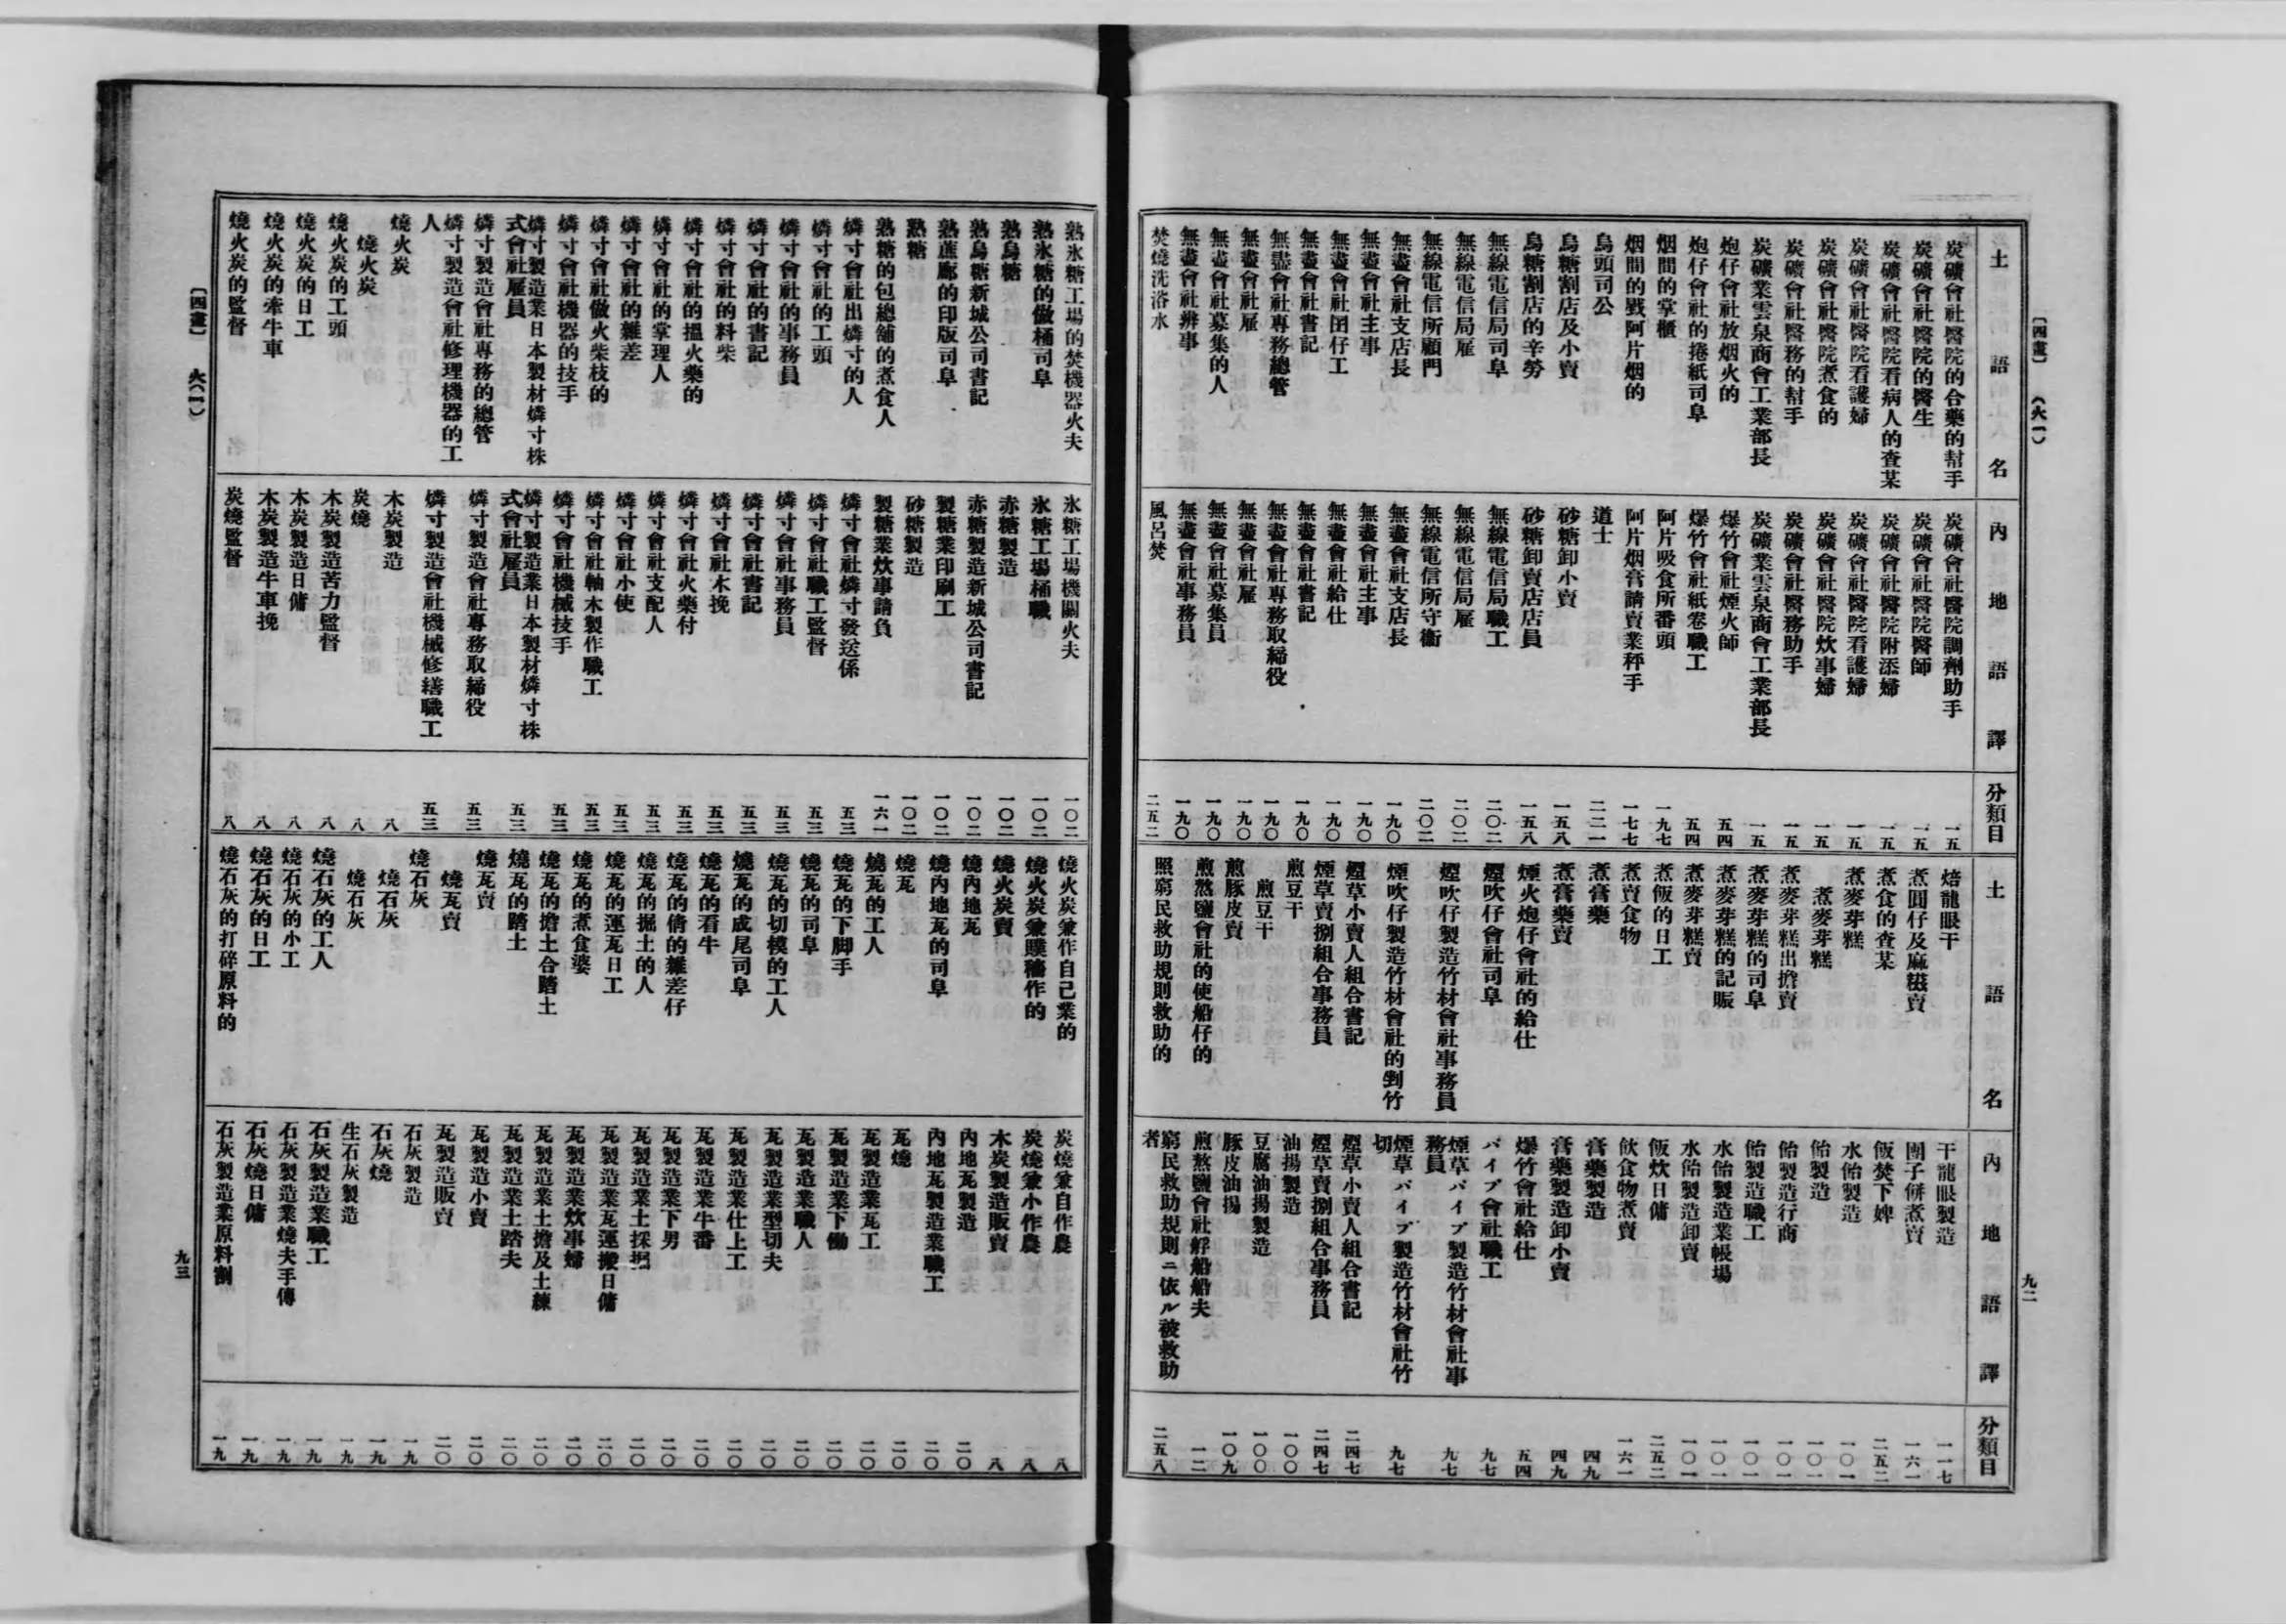 〔四畫〕 (火一)
九二
土語名 內地語譯 分類目
炭礦會社醫院的合藥的幇手 炭礦會社醫院調劑助手 一五
炭礦會社醫院的醫生 炭礦會社醫院醫師 一五
炭礦會社醫院看病人的查某 炭礦會社醫院附添婦 一五
炭礦會社醫院看護婦 炭礦會社醫院看護婦 一五
炭礦會社醫院煮食的 炭礦會社醫院炊事婦 一五
炭礦會社醫務的幇手 炭礦會社醫務助手 一五
炭礦業雲泉商會工業部長 炭礦業雲泉商會工業部長 一五
炮仔會社放烟火的 爆竹會社煙火師 五四
炮仔會社的捲紙司阜 爆竹會社紙卷職工 五四
烟間的掌櫃 阿片吸食所番頭 一九七
烟間的戥阿片烟的 阿片烟膏請賣業秤手 一七七
烏頭司公 道士 二二一
烏糖割店及小賣 砂糖卸小賣 一五八
烏糖割店的辛勞 砂糖卸賣店店員 一五八
無線電信局司阜 無線電信局職工 二〇二
無線電信局雇 無線電信局雇 二〇二
無線電信所顧門 無線電信所守衞 二〇二
無盡會社支店長 無盡會社支店長 一九〇
無盡會社主事 無盡會社主事 一九〇
無盡會社囝仔工 無盡會社給仕 一九〇
無盡會社書記 無盡會社書記 一九〇
無盡會社專務總管 無盡會社專務取締役 一九〇
無盡會社雇 無盡會社雇 一九〇
無盡會社募集的人 無盡會社募集員 一九〇
無盡會社辨事 無盡會社事務員 一九〇
焚燒洗浴水 風呂焚 二五二
土語名 內地語譯 分類目
焙龍眼干 干龍眼製造 一一七
煮圓仔及麻糍賣 團子餅煮賣 一六一
煮食的查某 飯焚下婢 二五二
煮麥芽糕 水飴製造 一〇一
煮麥芽糕 飴製造 一〇一
煮麥芽糕出擔賣 飴製造行商 一〇一
煮麥芽糕的司阜 飴製造職工 一〇一
煮麥芽糕的記賬 水飴製造業帳場 一〇一
煮麥芽糕賣 水飴製造卸賣 一〇一
煮飯的日工 飯炊日傭 二五二
煮賣食物 飲食物煮賣 一六一
煮膏藥 膏藥製造 四九
煮膏藥賣 膏藥製造卸小賣 四九
煙火炮仔會社的給仕 爆竹會社給仕 五四
煙吹仔會社司阜 パイプ會社職工 九七
煙吹仔製造竹材會社事務員 煙草パイプ製造竹材會社事務員 九七
煙吹仔製造竹材會社的剉竹 煙草パイプ製造竹材會社竹切 九七
煙草小賣人組合書記 煙草小賣人組合書記 二四七
煙草賣捌組合事務員 煙草賣捌組合事務員 二四七
煎豆干 油揚製造 一〇〇
煎豆干 豆腐油揚製造 一〇〇
煎豚皮賣 豚皮油揚 一〇九
煎熬鹽會社的使船仔的 煎熬鹽會社艀船船夫 一二
照窮民救助規則救助的 窮民救助規則ニ依ル被救助者 二五八
〔四畫〕 火(一)
九三
熟氷糖工場的焚機器火夫 氷糖工場機關火夫 一〇二
熟氷糖的做桶司阜 氷糖工場桶職 一〇二
熟烏糖 赤糖製造 一〇二
熟烏糖新城公司書記 赤糖製造新城公司書記 一〇二
熟蔗廍的印版司阜 製糖業印刷工 一〇二
熟糖 砂糖製造 一〇二
熟糖的包總舖的煮食人 製糖業炊事請負 一六一
燐寸會社出燐寸的人 燐寸會社燐寸發送係 五三
燐寸會社的工頭 燐寸會社職工監督 五三
燐寸會社的事務員 燐寸會社事務員 五三
燐寸會社的書記 燐寸會社書記 五三
燐寸會社的料柴 燐寸會社木挽 五三
燐寸會社的搵火藥的 燐寸會社火藥付 五三
燐寸會社的掌理人 燐寸會社支配人 五三
燐寸會社的雜差 燐寸會社小使 五三
燐寸會社做火柴枝的 燐寸會社軸木製作職工 五三
燐寸會社機器的技手 燐寸會社機械技手 五三
燐寸製造業日本製材燐寸株式會社雇員 燐寸製造業日本製材燐寸株式會社雇員 五三
燐寸製造會社專務的總管 燐寸製造會社專務取締役 五三
燐寸製造會社修理機器的工人 燐寸製造會社機械修繕職工 五三
燒火炭 木炭製造 八
燒火炭 炭燒 八
燒火炭的工頭 木炭製造苦力監督 八
燒火炭的日工 木炭製造日傭 八
燒火炭的牽牛車 木炭製造牛車挽 八
燒火炭的監督 炭燒監督 八
燒火炭兼作自己業的 炭燒兼自作農 八
燒火炭兼贌穡作的 炭燒兼小作農 八
燒火炭賣 木炭製造販賣 八
燒內地瓦 內地瓦製造 二〇
燒內地瓦的司阜 內地瓦製造業職工 二〇
燒瓦 瓦燒 二〇
燒瓦的工人 瓦製造業瓦工 二〇
燒瓦的下脚手 瓦製造業下働 二〇
燒瓦的司阜 瓦製造業職人 二〇
燒瓦的切模的工人 瓦製造業型切夫 二〇
燒瓦的成尾司阜 瓦製造業仕上工 二〇
燒瓦的看牛 瓦製造業牛番 二〇
燒瓦的倩的雜差仔 瓦製造業下男 二〇
燒瓦的掘土的人 瓦製造業土採掘 二〇
燒瓦的運瓦日工 瓦製造業瓦運搬日傭 二〇
燒瓦的煮食婆 瓦製造業炊事婦 二〇
燒瓦的擔土合踏土 瓦製造業土擔及土練 二〇
燒瓦的踏土 瓦製造業土踏夫 二〇
燒瓦賣 瓦製造小賣 二〇
燒瓦賣 瓦製造販賣 二〇
燒石灰 石灰製造 一九
燒石灰 石灰燒 一九
燒石灰 生石灰製造 一九
燒石灰的工人 石灰製造業職工 一九
燒石灰的小工 石灰製造業燒夫手傳 一九
燒石灰的日工 石灰燒日傭 一九
燒石灰的打碎原料的 石灰製造業原料割 一九